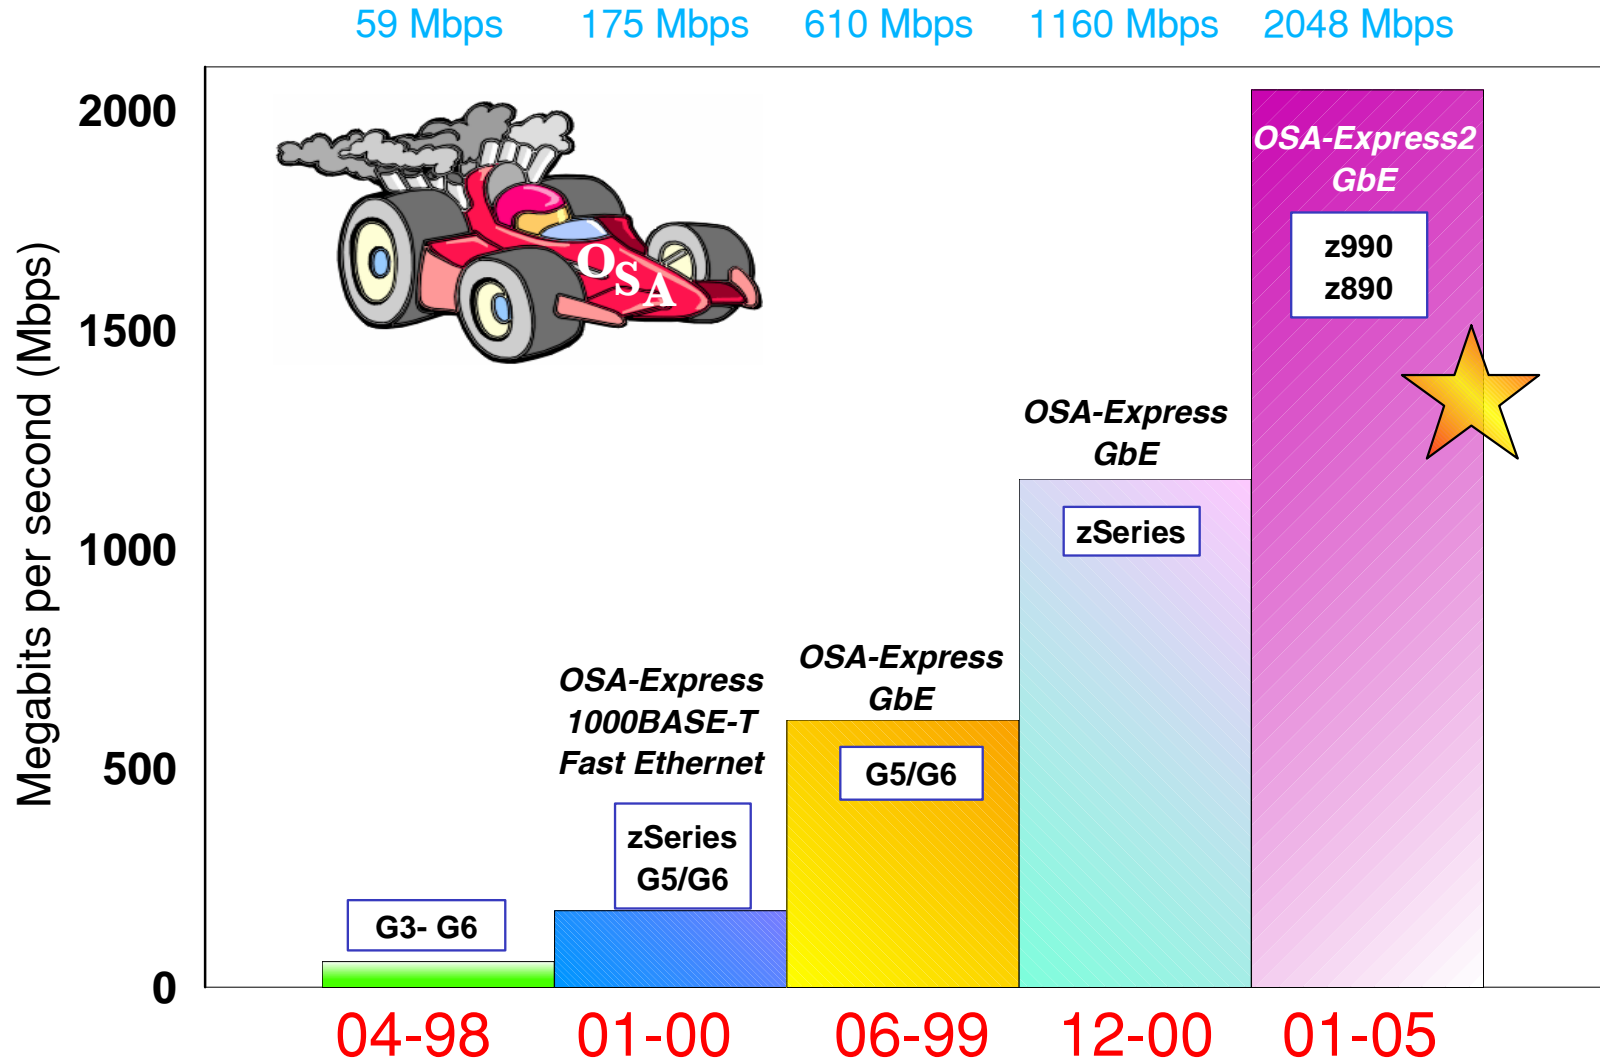 59 Mbps 175 Mbps 610 Mbps 1160 Mbps 2048 Mbps
Megabits per second (Mbps)
2000
1500
1000
500
0
OSA
OSA-Express2
GbE
z990
z890
OSA-Express
GbE
zSeries
OSA-Express
GbE
G5/G6
OSA-Express
1000BASE-T
Fast Ethernet
zSeries
G5/G6
G3- G6
04-98 01-00 06-99 12-00 01-05